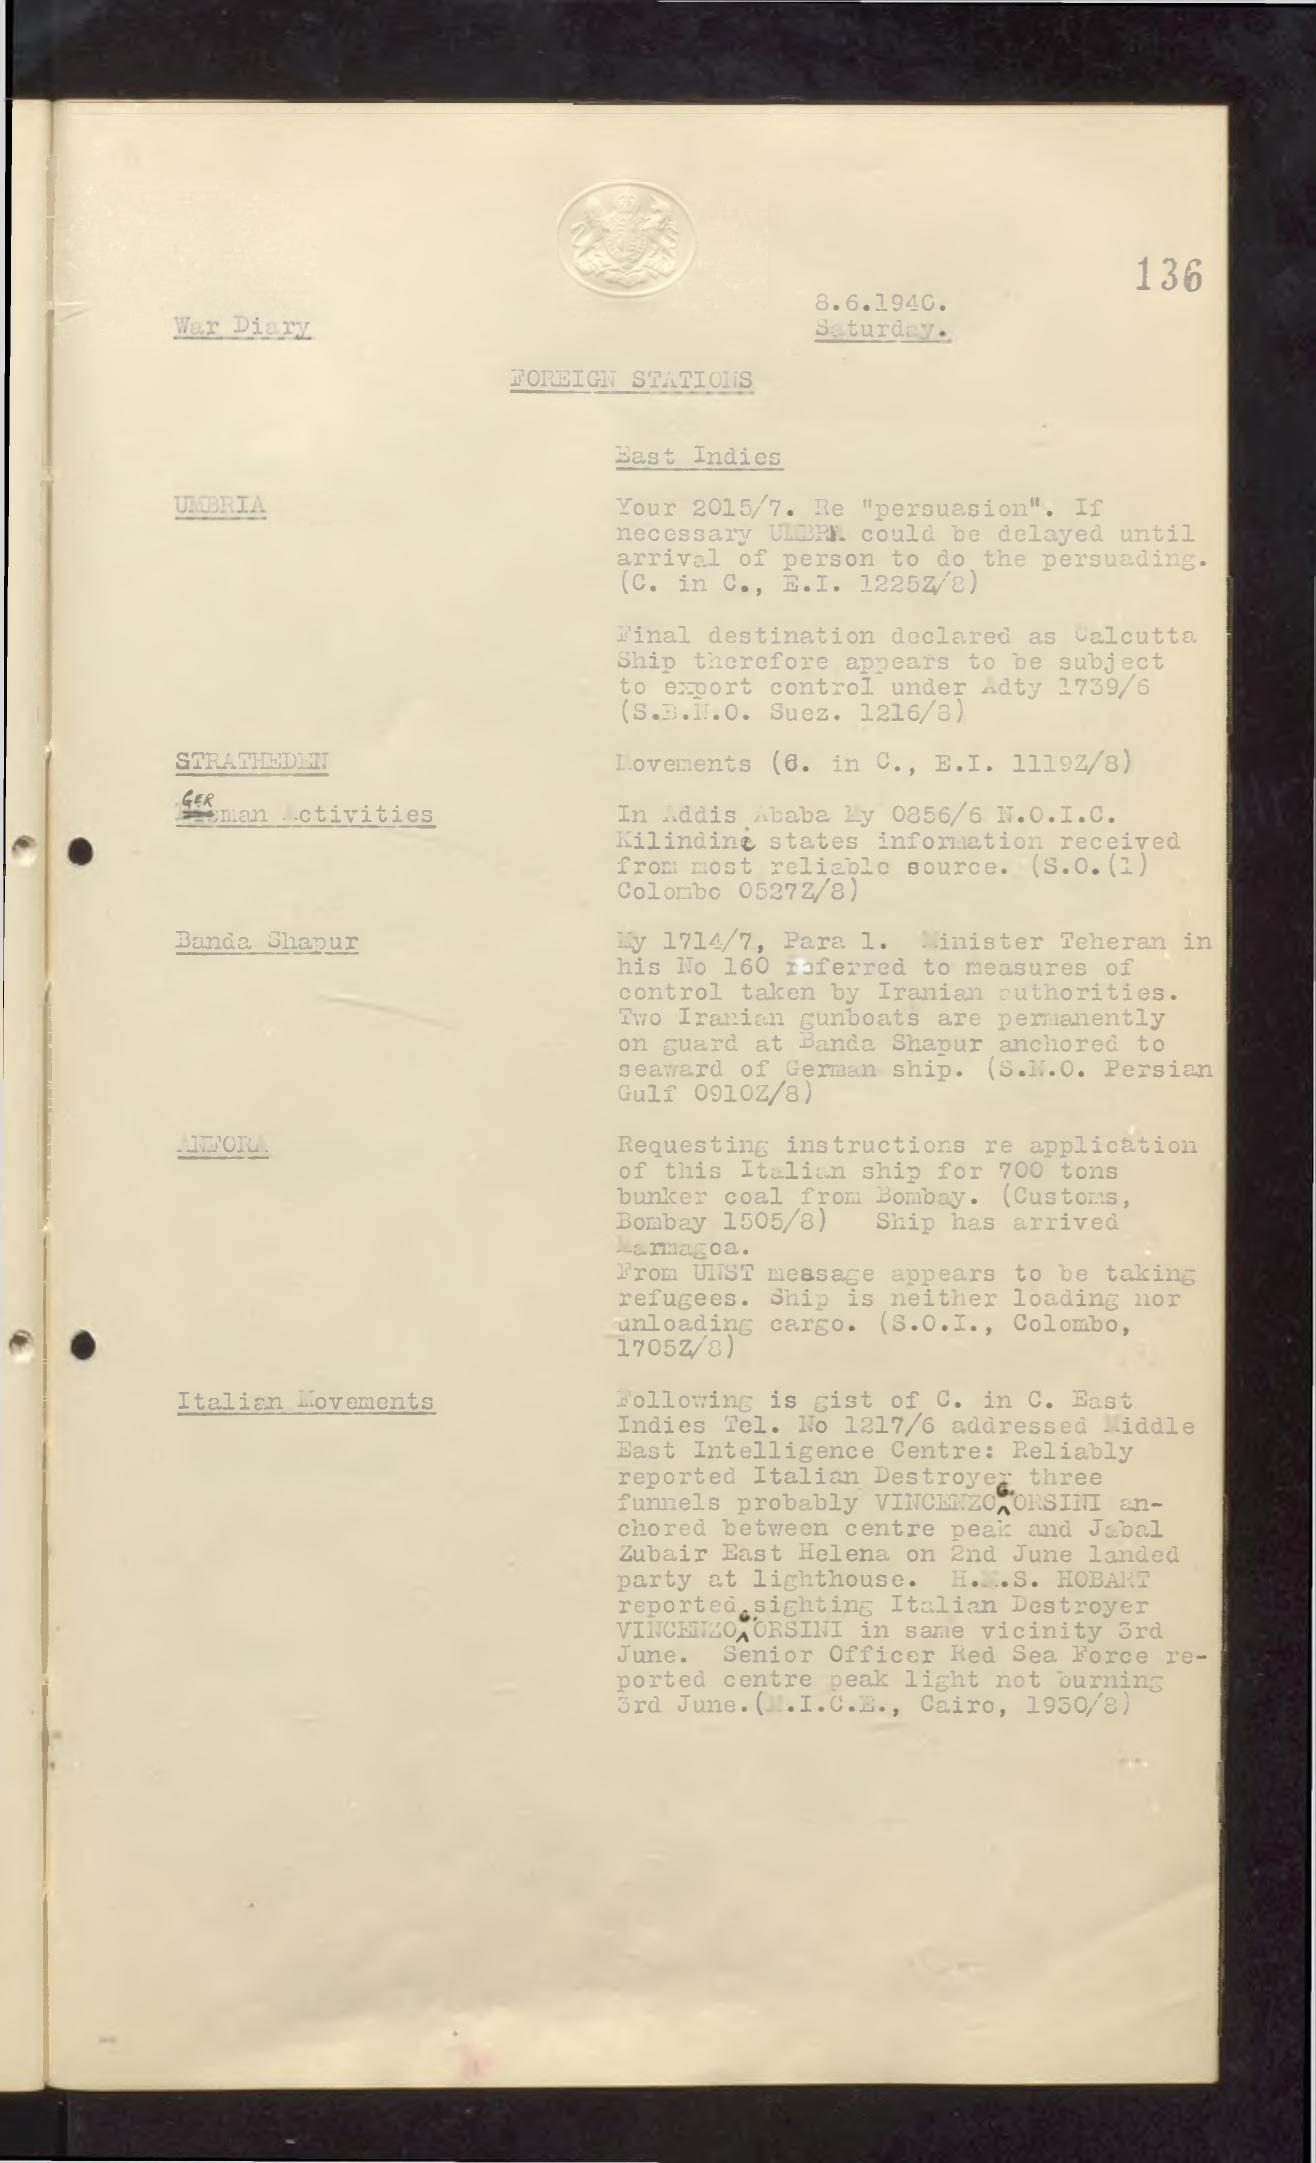 136
8.6.1940.
War Diary
Saturday.
FOREIGN STATIONS
East Indies
UMBRIA
Your 2015/7. Re "persuasion". If
necessary could be delayed until
arrival of person to do the persuading.
(C. in C., E.I. 1225Z/8)
Final destination declared as Calcutta
Ship therefore appears to be subject
to export control under Adty 1739/6
(S.B.N.O. Suez. 1216/8)
STRATHEDEN
Movements (C. in C., E.I. 1119Z/8)
GERman Activities
In Addis Ababa My 0856/6 N.O.I.C.
Kilindini states information received
from most reliable source. (S.O.(1)
Colombo 0527Z/8)
Banda Shapur
My 1714/7, Para 1. Minister Teheran in
his No 160 referred to measures of
control taken by Iranian authorities.
Two Iranian gunboats are permanently
on guard at Banda Shapur anchored to
seaward of German ship. (S.N.O. Persian
Gulf 0910Z/8)
ANFORA
Requesting instructions re application
of this Italian ship for 700 tons
bunker coal from Bombay. (Customs,
Bombay 1505/8) Ship has arrived
Marmagoa.
From UNST message appears to be taking
refugees. Ship is neither loading nor
unloading cargo. (S.O.I., Colombo,
1705Z/8)
Italian Movements
Following is gist of C. in C. East
Indies Tel. No 1217/6 addressed Middle
East Intelligence Centre: Reliably
reported Italian Destroyer three
funnels probably VINCENZO G. ORSINI an-
chored between centre peak and Jabal
Zubair East Helena on 2nd June landed
party at lighthouse. H.M.S. HOBART
reported sighting Italian Destroyer
VINCENZO G. ORSINI in same vicinity 3rd
June. Senior Officer Red Sea Force re-
ported centre peak light not burning
3rd June.(M.I.C.E., Cairo, 1930/8)